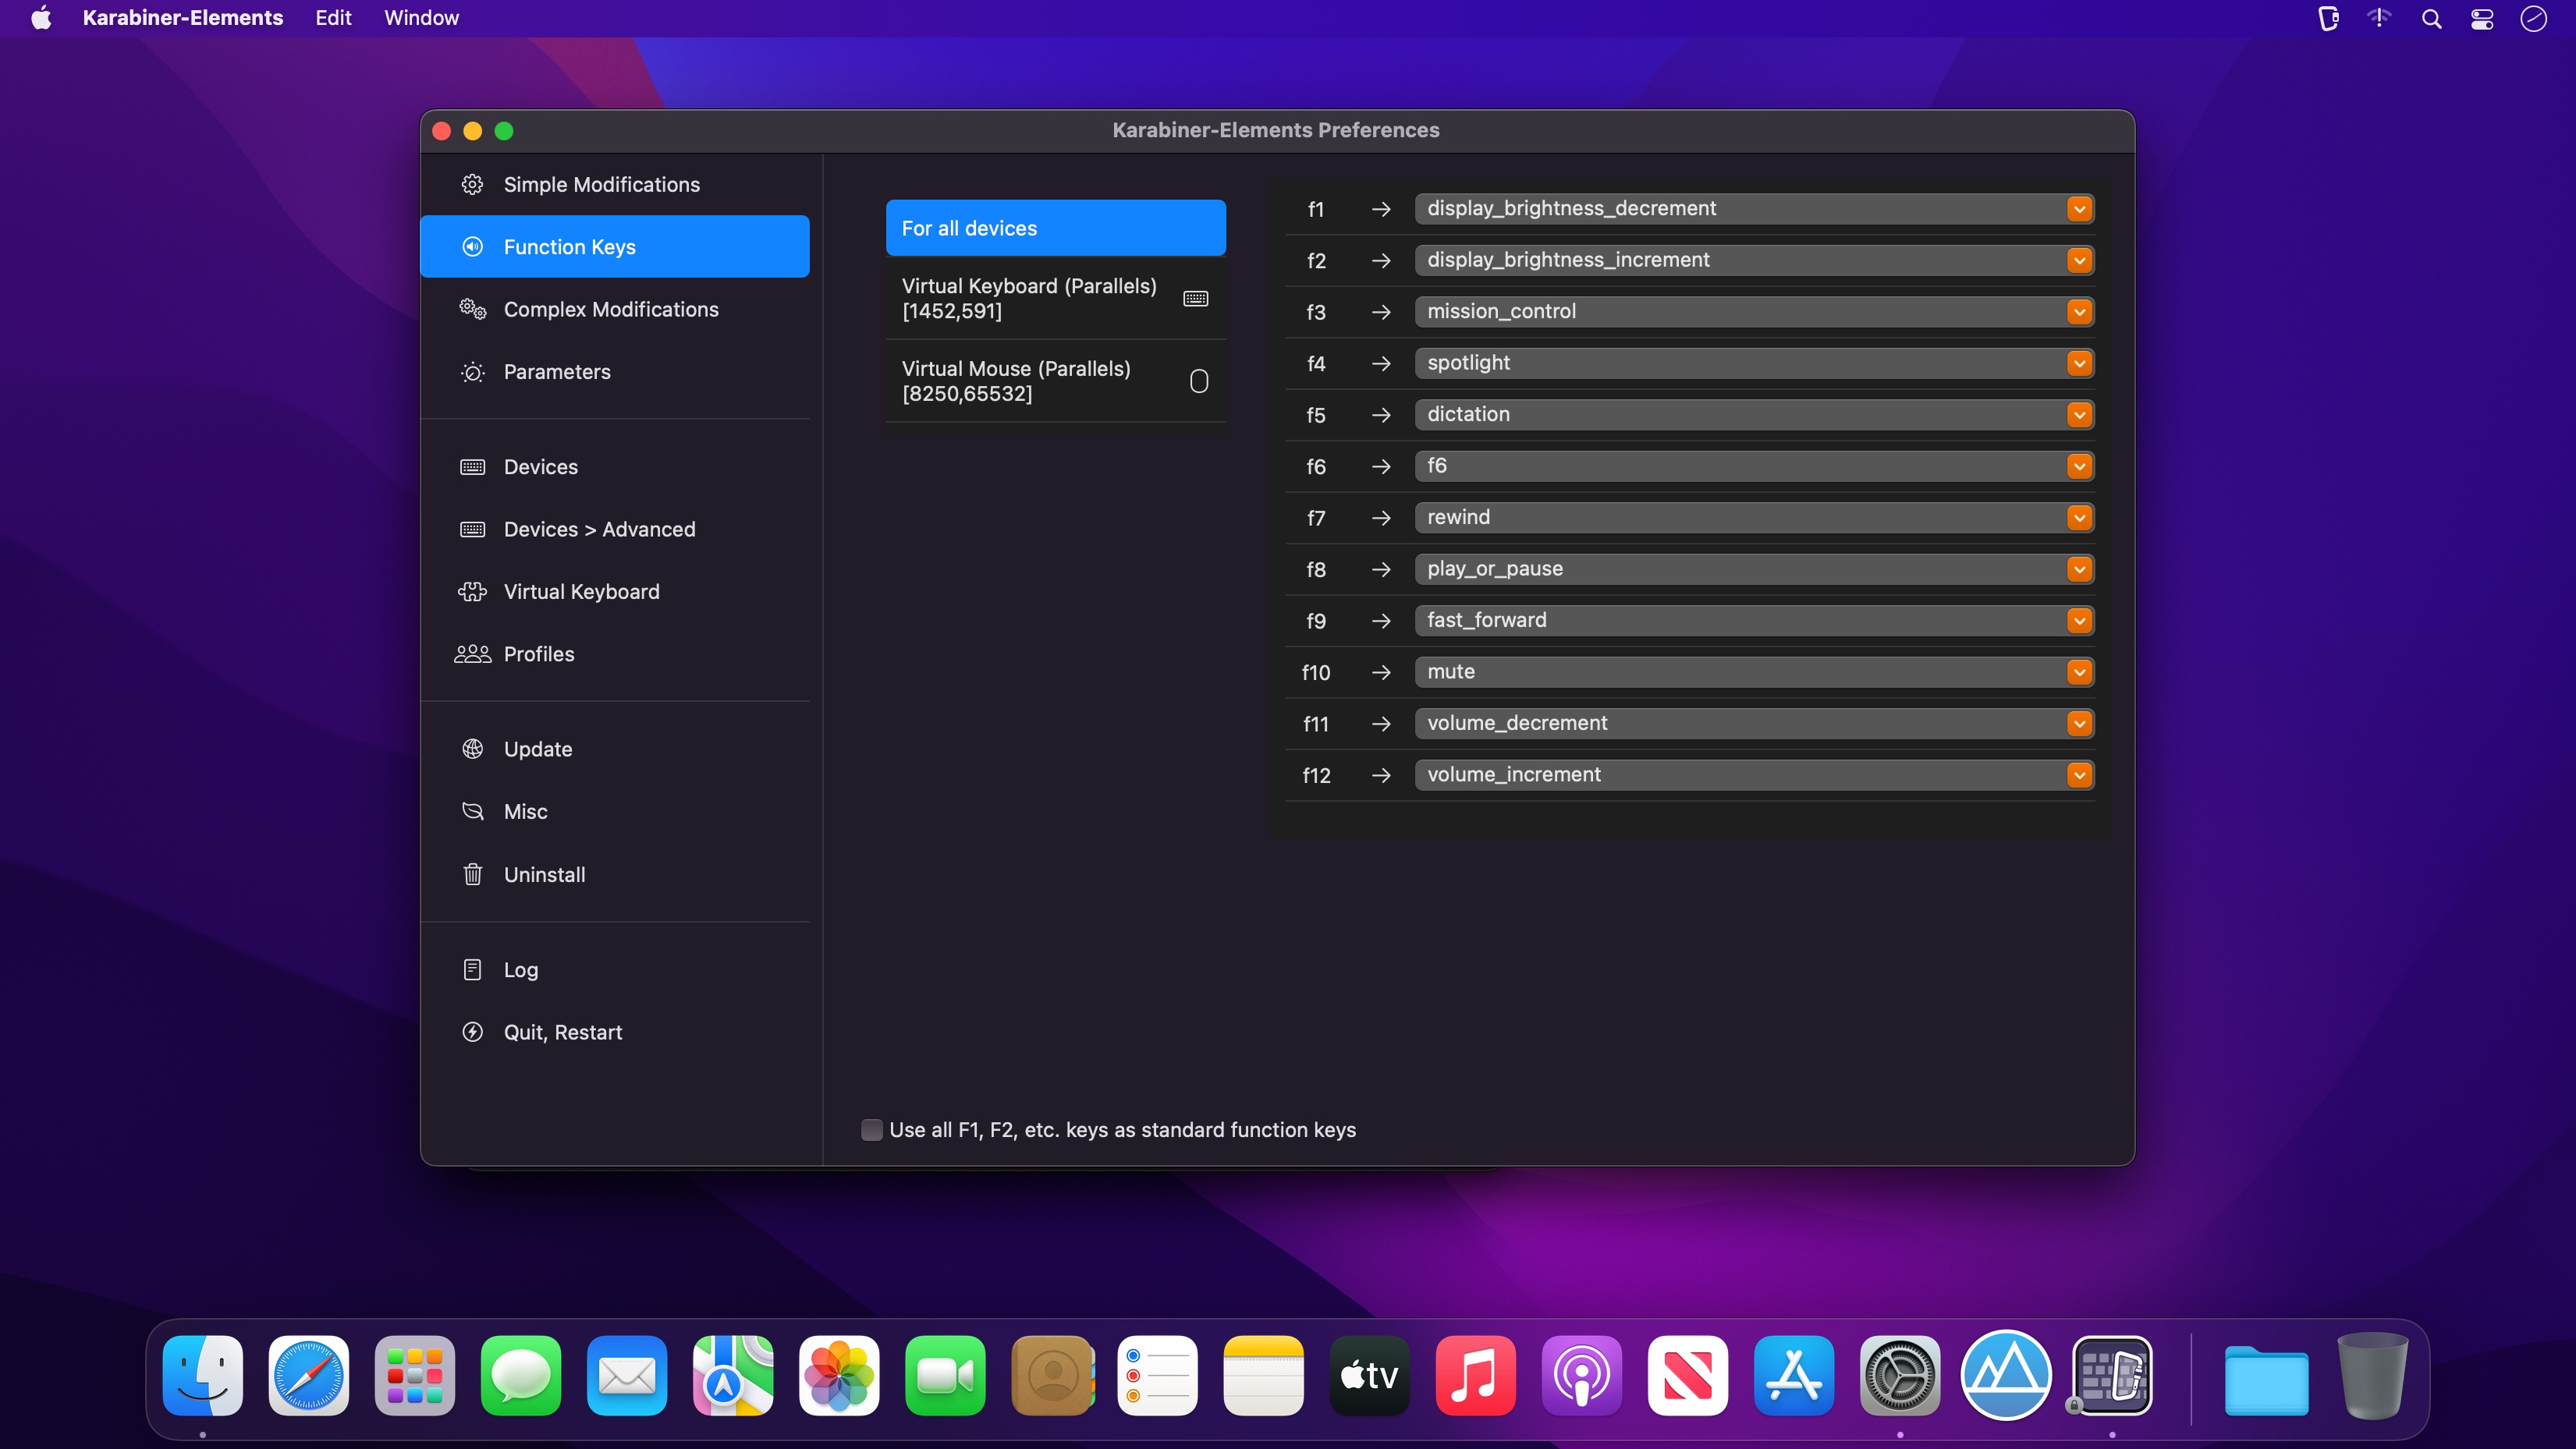 Karabiner-Elements Edit Window
Karabiner-Elements Preferences
Simple Modifications
Function Keys
Complex Modifications
Parameters
Devices
Devices > Advanced
Virtual Keyboard
Profiles
Update
Misc
Uninstall
Log
Quit, Restart
For all devices
Virtual Keyboard (Parallels)
[1452,591]
Virtual Mouse (Parallels)
[8250,65532]
f1 → display_brightness_decrement
f2 → display_brightness_increment
f3 → mission_control
f4 → spotlight
f5 → dictation
f6 → f6
f7 → rewind
f8 → play_or_pause
f9 → fast_forward
f10 → mute
f11 → volume_decrement
f12 → volume_increment
Use all F1, F2, etc. keys as standard function keys
tv